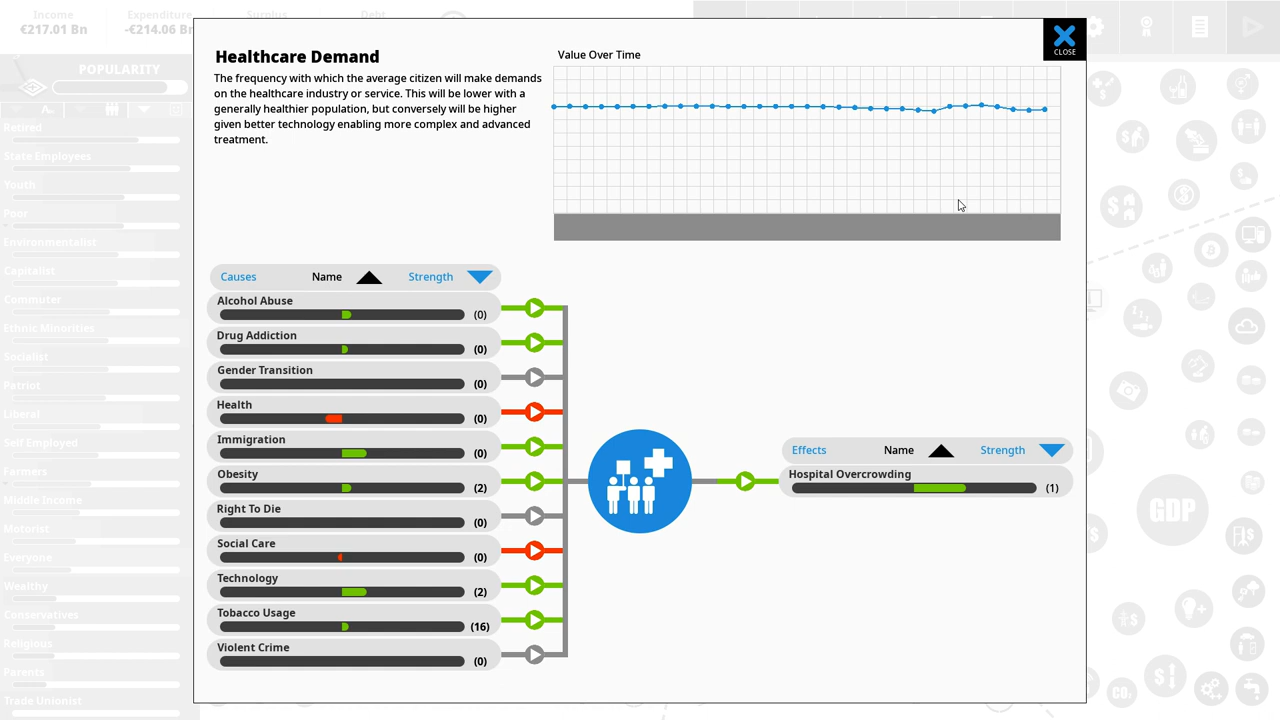 Income
Expenditure
Surplus
Debt
€217.01 Bn
-€214.06 Bn
POPULARITY
Retired
State Employees
Youth
Poor
Environmentalist
Capitalist
Commuter
Ethnic Minorities
Socialist
Patriot
Liberal
Self Employed
Farmers
Middle Income
Motorist
Everyone
Wealthy
Conservatives
Religious
Parents
Trade Unionist
Healthcare Demand
The frequency with which the average citizen will make demands
on the healthcare industry or service. This will be lower with a
generally healthier population, but conversely will be higher
given better technology enabling more complex and advanced
treatment.
Value Over Time
CLOSE
Causes Name Strength
Alcohol Abuse
(0)
Drug Addiction
(0)
Gender Transition
(0)
Health
(0)
Immigration
(0)
Obesity
(2)
Right To Die
(0)
Social Care
(0)
Technology
(2)
Tobacco Usage
(16)
Violent Crime
(0)
Effects Name Strength
Hospital Overcrowding
(1)
GDP
CO₂